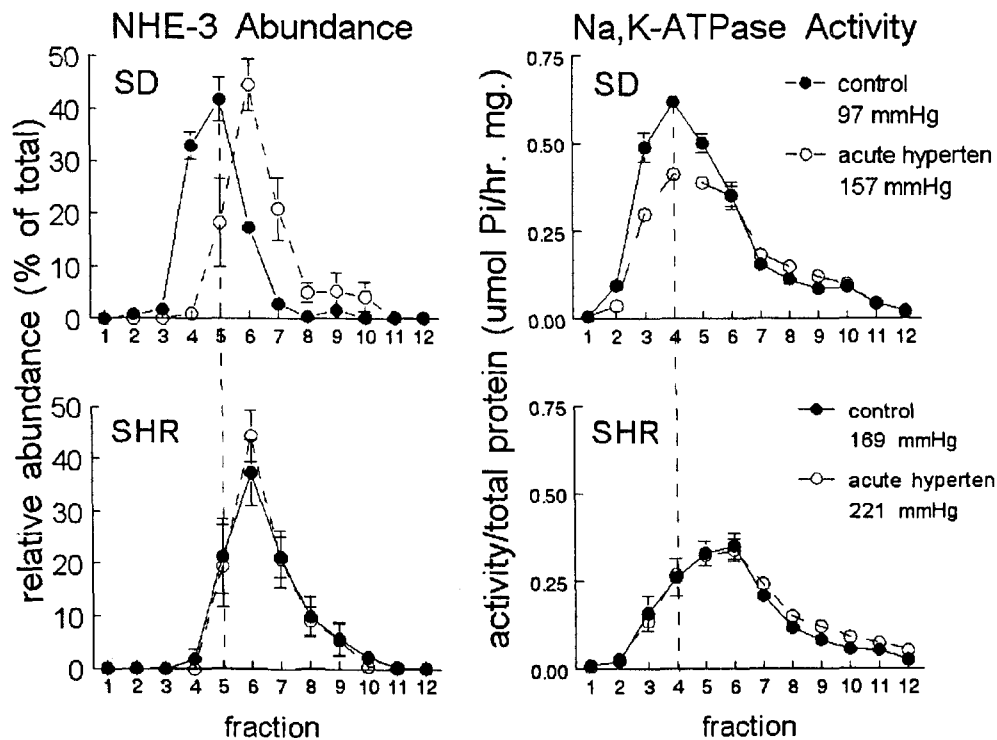 NHE-3 Abundance
Na,K-ATPase Activity
relative abundance (% of total)
SD
50
40
30
20
10
0
1 2 3 4 5 6 7 8 9 10 11 12
activity/total protein (umol Pi/hr. mg.)
SD
0.75
0.50
0.25
0.00
1 2 3 4 5 6 7 8 9 10 11 12
control
97 mmHg
acute hyperten
157 mmHg
SHR
50
40
30
20
10
0
1 2 3 4 5 6 7 8 9 10 11 12
fraction
SHR
0.75
0.50
0.25
0.00
1 2 3 4 5 6 7 8 9 10 11 12
fraction
control
169 mmHg
acute hyperten
221 mmHg